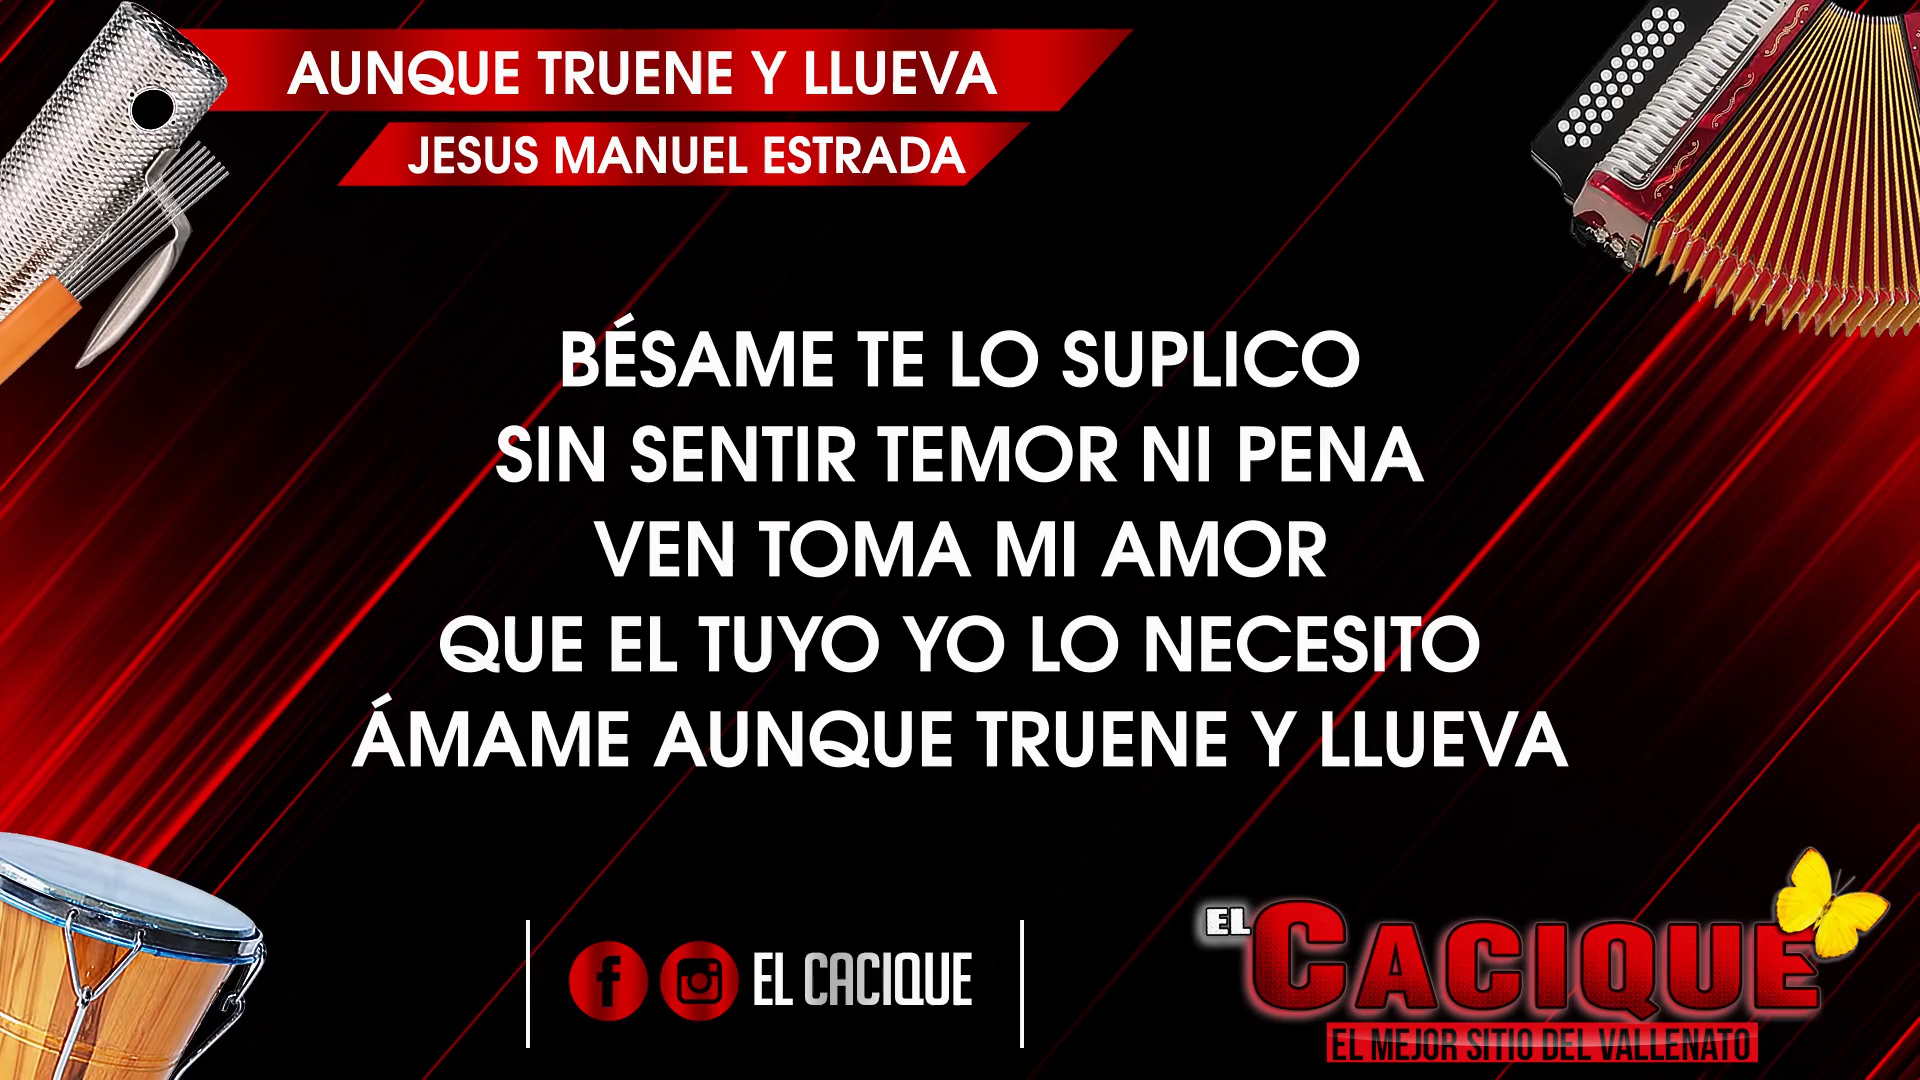 AUNQUE TRUENE Y LLUEVA
JESUS MANUEL ESTRADA
BÉSAME TE LO SUPLICO
SIN SENTIR TEMOR NI PENA
VEN TOMA MI AMOR
QUE EL TUYO YO LO NECESITO
ÁMAME AUNQUE TRUENE Y LLUEVA
EL CACIQUE
EL CACIQUE
EL MEJOR SITIO DEL VALLENATO